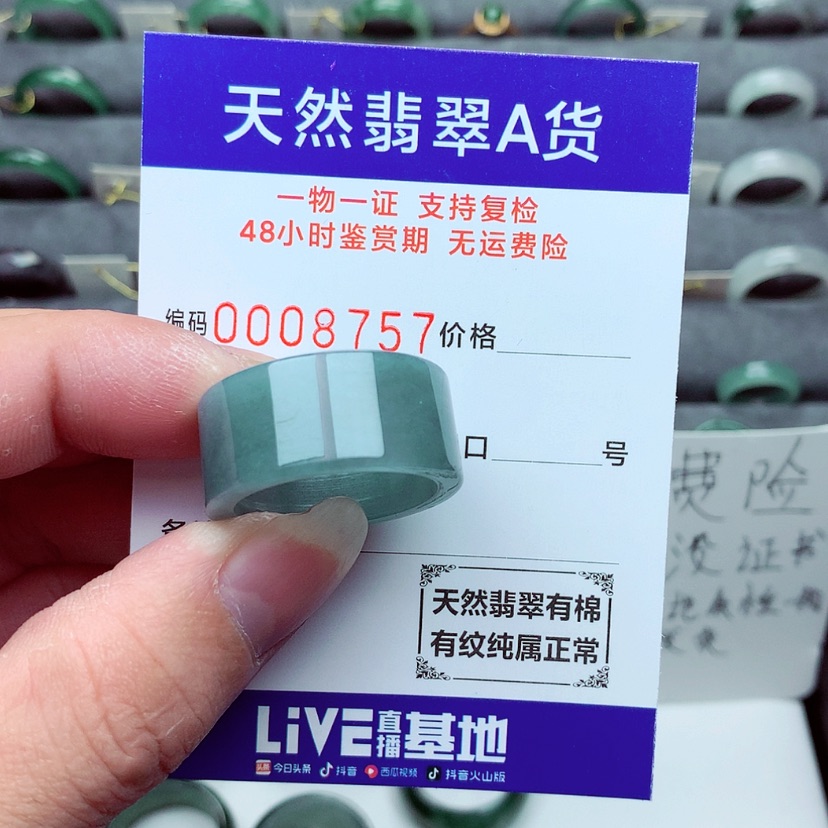 天然翡翠A货
一物一证 支持复检
48小时鉴赏期 无运费险
编码0008757价格
口 号
天然翡翠有棉
有纹纯属正常
LiVE直播基地
头条 今日头条 抖音 西瓜视频 抖音火山版
费险
没证书